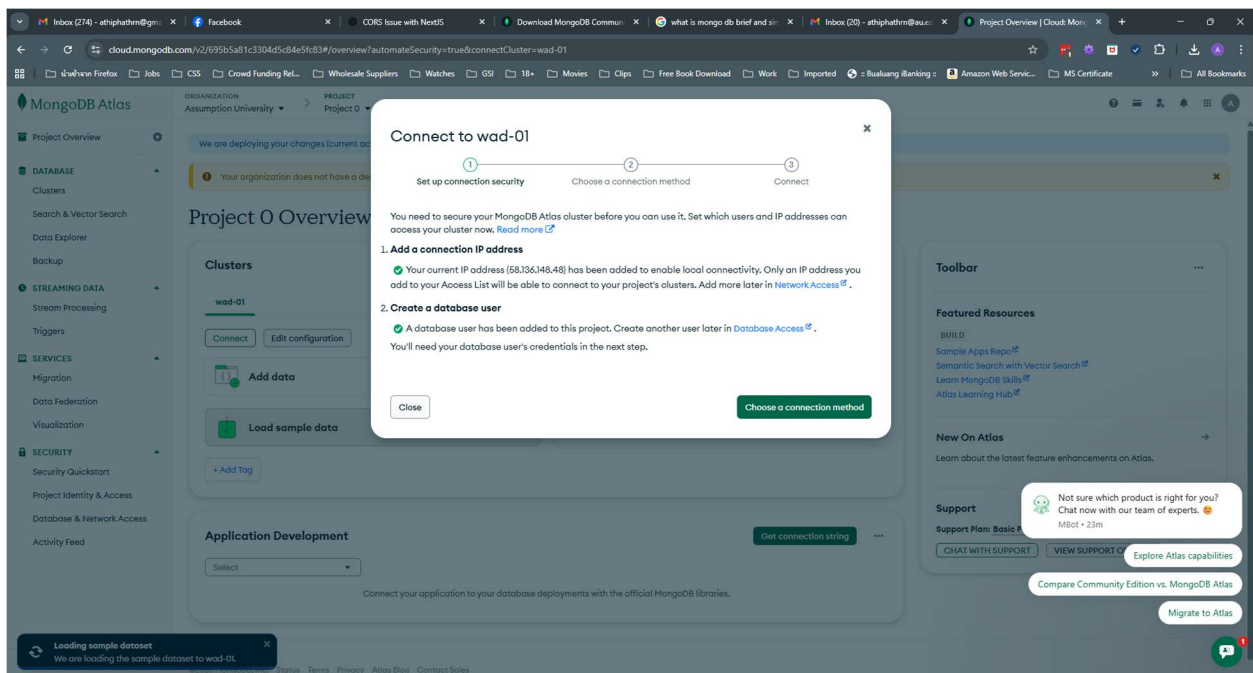 Inbox (274) - athiphathrn@gma
Facebook
CORS Issue with NextJS
Download MongoDB Commun
what is mongo db brief and sim
Inbox (20) - athiphathrn@au.ed
Project Overview | Cloud: Mong
cloud.mongodb.com/v2/695b5a81c3304d5c84e5fc83#/overview?automateSecurity=true&connectCluster=wad-01
นำเข้าจาก Firefox
Jobs
CSS
Crowd Funding Rel...
Wholesale Suppliers
Watches
GSI
18+
Movies
Clips
Free Book Download
Work
Imported
:: Bualuang iBanking ::
Amazon Web Servic...
MS Certificate
All Bookmarks
MongoDB Atlas
ORGANIZATION
Assumption University
PROJECT
Project 0
A
Project Overview
DATABASE
Clusters
Search & Vector Search
Data Explorer
Backup
STREAMING DATA
Stream Processing
Triggers
SERVICES
Migration
Data Federation
Visualization
SECURITY
Security Quickstart
Project Identity & Access
Database & Network Access
Activity Feed
We are deploying your changes (current ac
Your organization does not have a de
Project 0 Overview
Clusters
wad-01
Connect
Edit configuration
Add data
Load sample data
+ Add Tag
Application Development
Get connection string
Select
Connect your application to your database deployments with the official MongoDB libraries.
Connect to wad-01
1
2
3
Set up connection security
Choose a connection method
Connect
You need to secure your MongoDB Atlas cluster before you can use it. Set which users and IP addresses can
access your cluster now. Read more
1. Add a connection IP address
Your current IP address (58.136.148.48) has been added to enable local connectivity. Only an IP address you
add to your Access List will be able to connect to your project's clusters. Add more later in Network Access .
2. Create a database user
A database user has been added to this project. Create another user later in Database Access .
You'll need your database user's credentials in the next step.
Close
Choose a connection method
Toolbar
Featured Resources
BUILD
Sample Apps Repo
Semantic Search with Vector Search
Learn MongoDB Skills
Atlas Learning Hub
New On Atlas
Learn about the latest feature enhancements on Atlas.
Support
Support Plan: Basic P
CHAT WITH SUPPORT
VIEW SUPPORT O
Not sure which product is right for you?
Chat now with our team of experts.
MBot • 23m
Explore Atlas capabilities
Compare Community Edition vs. MongoDB Atlas
Migrate to Atlas
1
Loading sample dataset
We are loading the sample dataset to wad-01.
Status
Terms
Privacy
Atlas Blog
Contact Sales